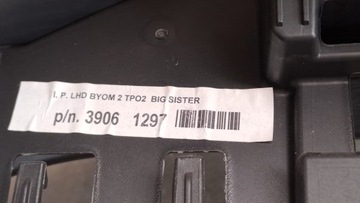 I. P. LHD BYOM 2 TPO2 BIG SISTER
p/n. 3906 1297